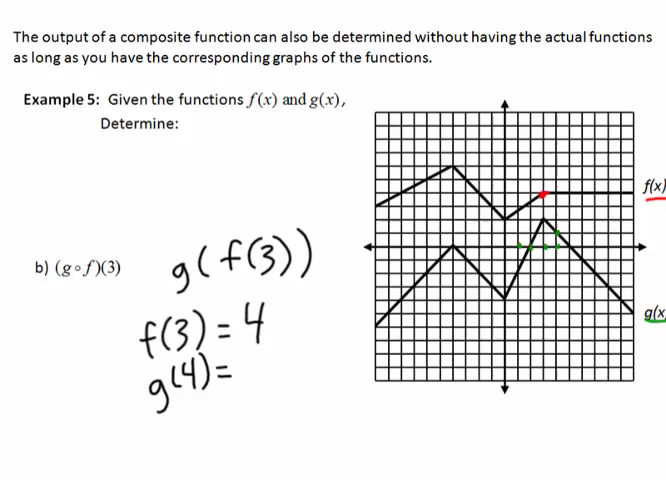 The output of a composite function can also be determined without having the actual functions
as long as you have the corresponding graphs of the functions.
Example 5: Given the functions f(x) and g(x),
Determine:
f(x)
b) (g∘f)(3)
g(f(3))
f(3) = 4
g(4) =
g(x